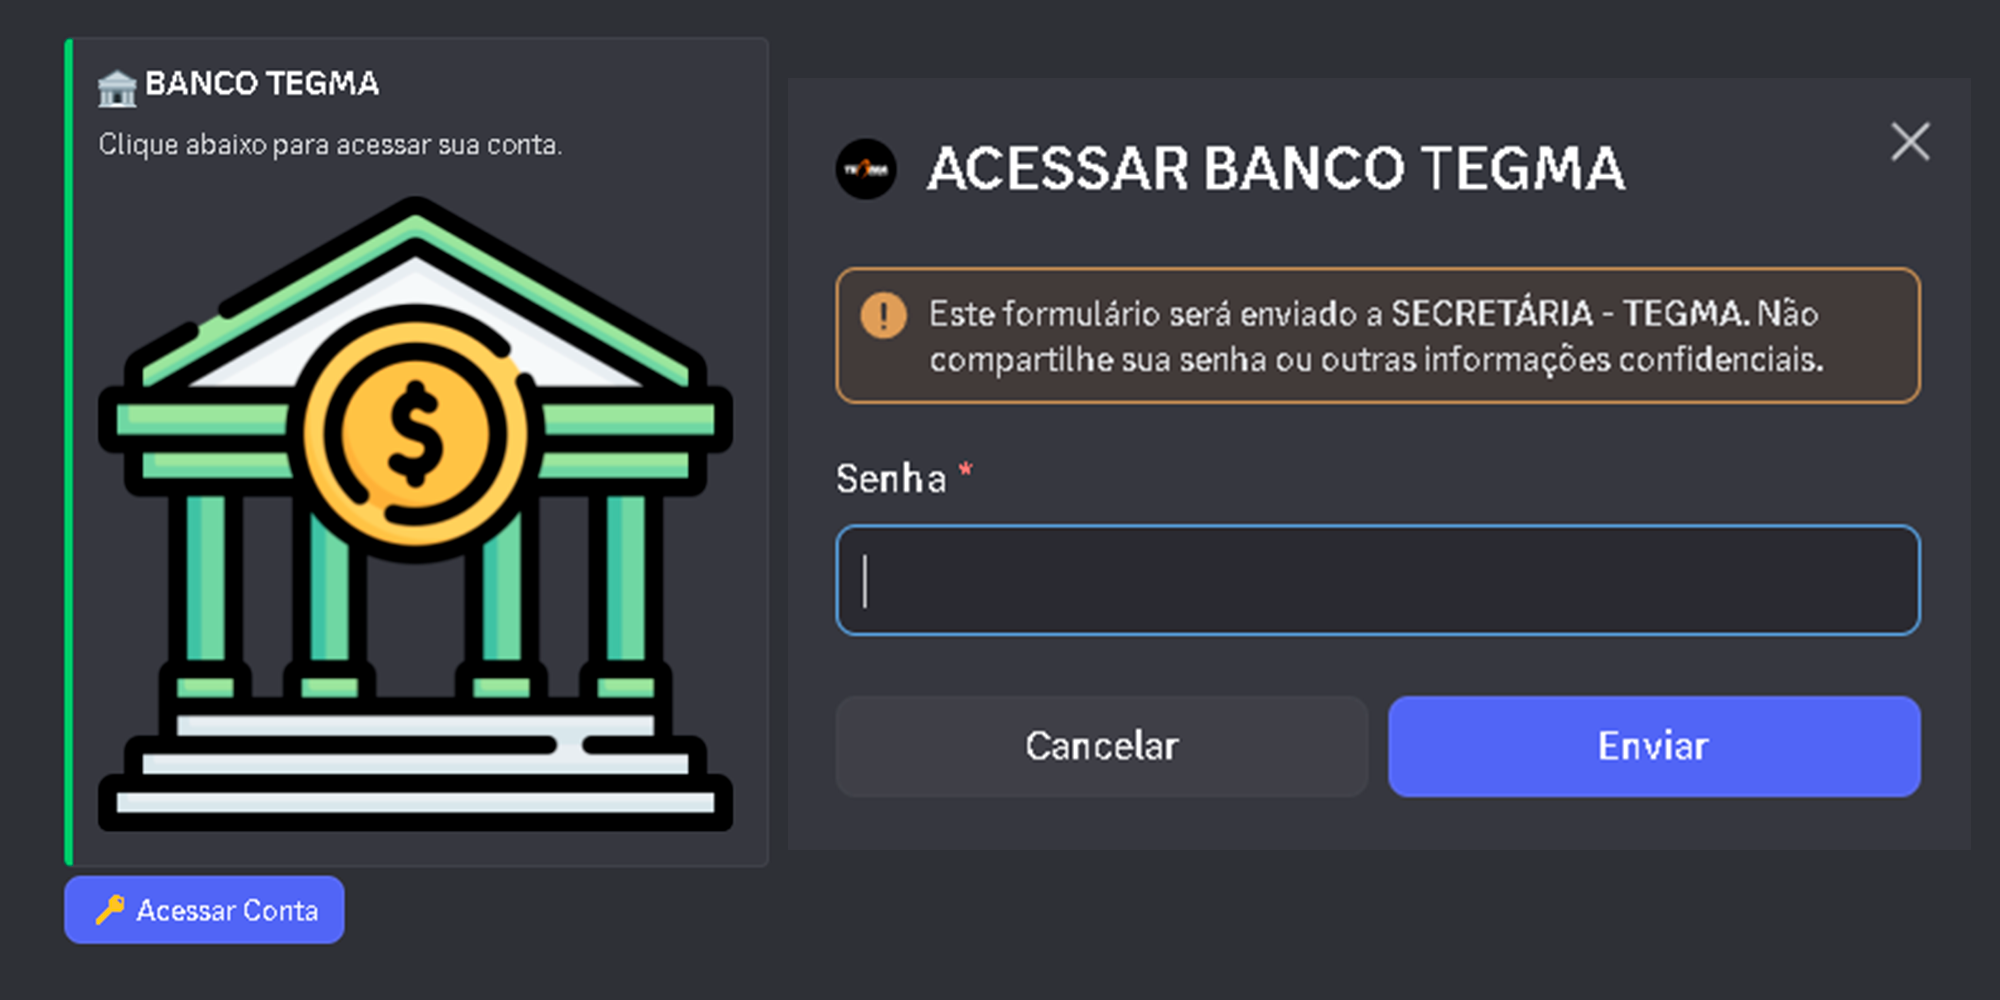 BANCO TEGMA
Clique abaixo para acessar sua conta.
$
Acessar Conta
ACESSAR BANCO TEGMA
Este formulário será enviado a SECRETÁRIA - TEGMA. Não
compartilhe sua senha ou outras informações confidenciais.
Senha *
Cancelar
Enviar